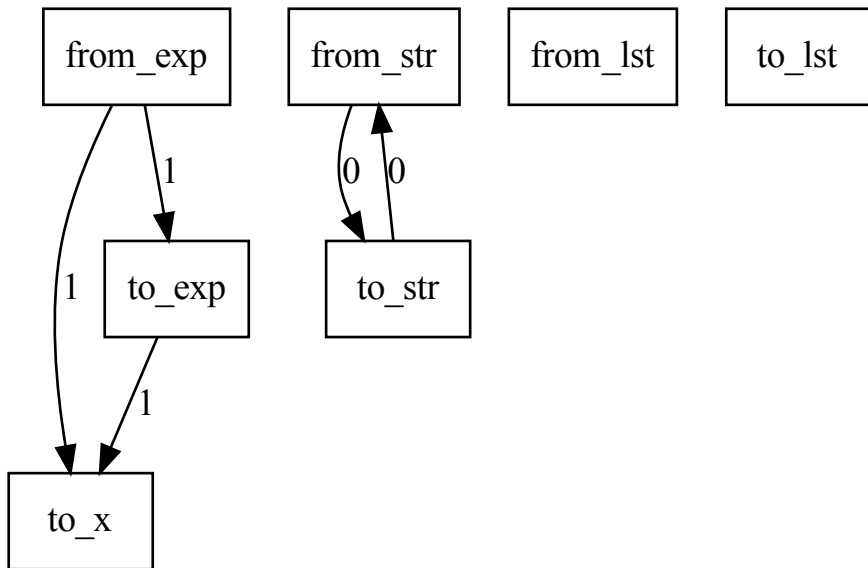 from_exp
from_str
from_lst
to_lst
1
0
0
to_exp
to_str
1
1
to_x